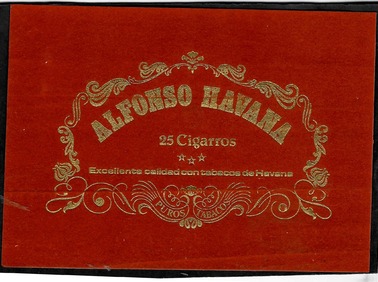 ALFONSO HAVANA
25 Cigarros
Excellente calidad con tabacos de Havana
PUROS TABACOS